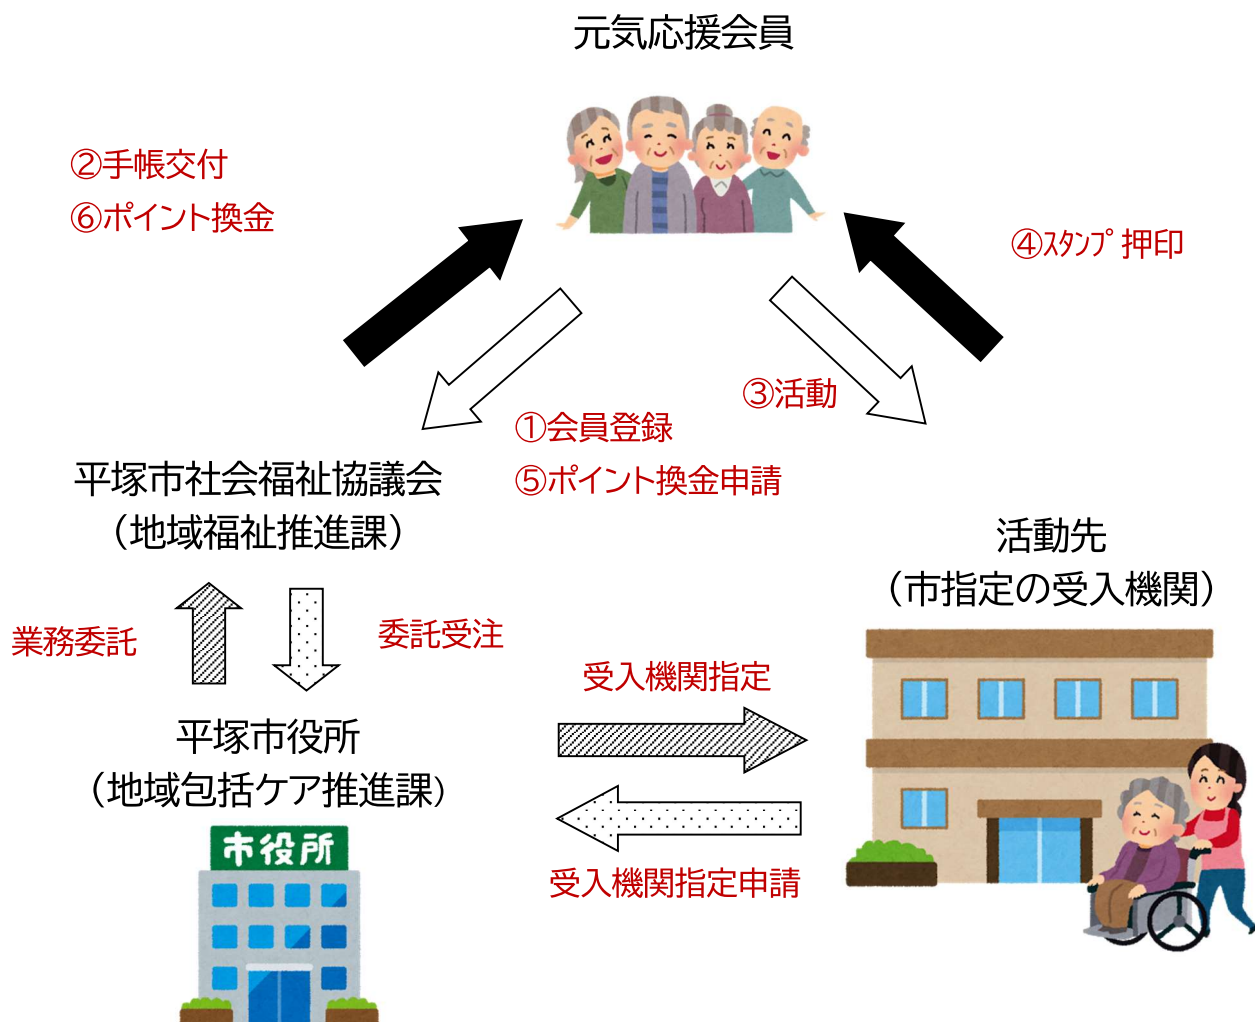 元気応援会員
②手帳交付
⑥ポイント換金
④スタンプ押印
③活動
①会員登録
⑤ポイント換金申請
平塚市社会福祉協議会
（地域福祉推進課）
活動先
（市指定の受入機関）
業務委託
委託受注
受入機関指定
平塚市役所
（地域包括ケア推進課）
市役所
受入機関指定申請